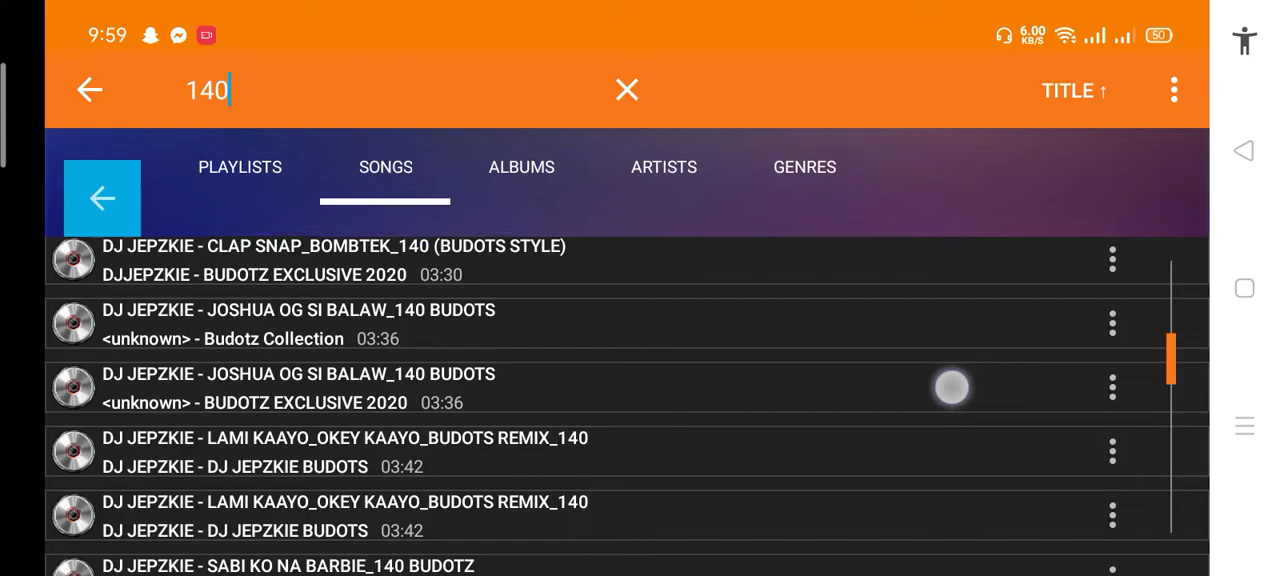 9:59
6.00 KB/S
50
140
TITLE ↑
PLAYLISTS SONGS ALBUMS ARTISTS GENRES
DJ JEPZKIE - CLAP SNAP_BOMBTEK_140 (BUDOTS STYLE)
DJJEPZKIE - BUDOTZ EXCLUSIVE 2020 03:30
DJ JEPZKIE - JOSHUA OG SI BALAW_140 BUDOTS
<unknown> - Budotz Collection 03:36
DJ JEPZKIE - JOSHUA OG SI BALAW_140 BUDOTS
<unknown> - BUDOTZ EXCLUSIVE 2020 03:36
DJ JEPZKIE - LAMI KAAYO_OKEY KAAYO_BUDOTS REMIX_140
DJ JEPZKIE - DJ JEPZKIE BUDOTS 03:42
DJ JEPZKIE - LAMI KAAYO_OKEY KAAYO_BUDOTS REMIX_140
DJ JEPZKIE - DJ JEPZKIE BUDOTS 03:42
DJ JEPZKIE - SABI KO NA BARBIE_140 BUDOTZ